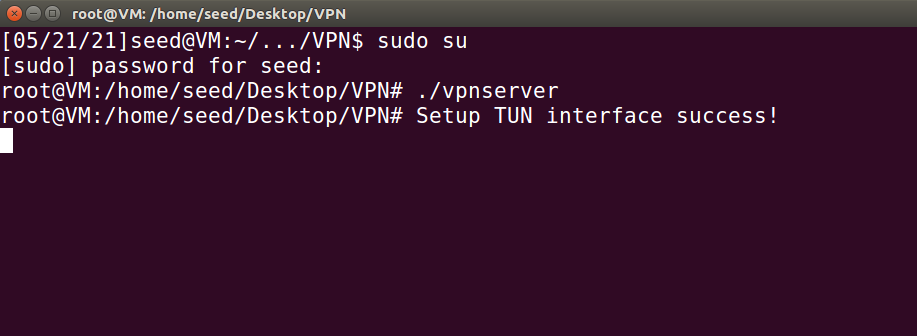 root@VM: /home/seed/Desktop/VPN
[05/21/21]seed@VM:~/.../VPN$ sudo su
[sudo] password for seed:
root@VM:/home/seed/Desktop/VPN# ./vpnserver
root@VM:/home/seed/Desktop/VPN# Setup TUN interface success!